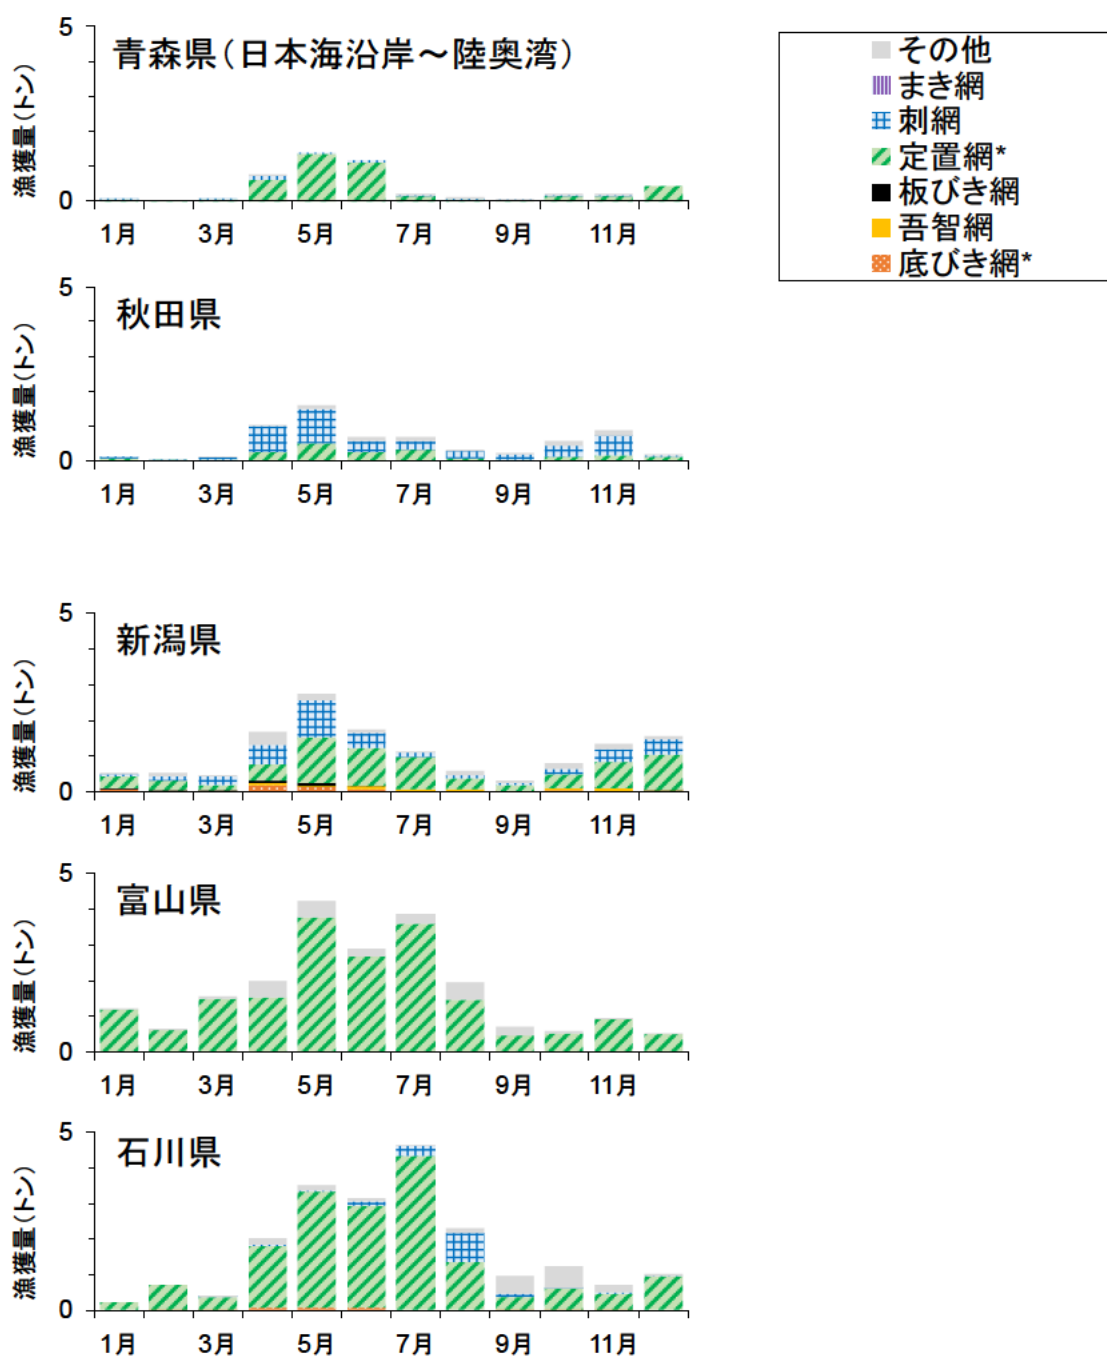 青森県(日本海沿岸～陸奥湾)
漁獲量(トン)
5
0
1月 3月 5月 7月 9月 11月
その他
まき網
刺網
定置網*
板びき網
吾智網
底びき網*
秋田県
漁獲量(トン)
5
0
1月 3月 5月 7月 9月 11月
新潟県
漁獲量(トン)
5
0
1月 3月 5月 7月 9月 11月
富山県
漁獲量(トン)
5
0
1月 3月 5月 7月 9月 11月
石川県
漁獲量(トン)
5
0
1月 3月 5月 7月 9月 11月